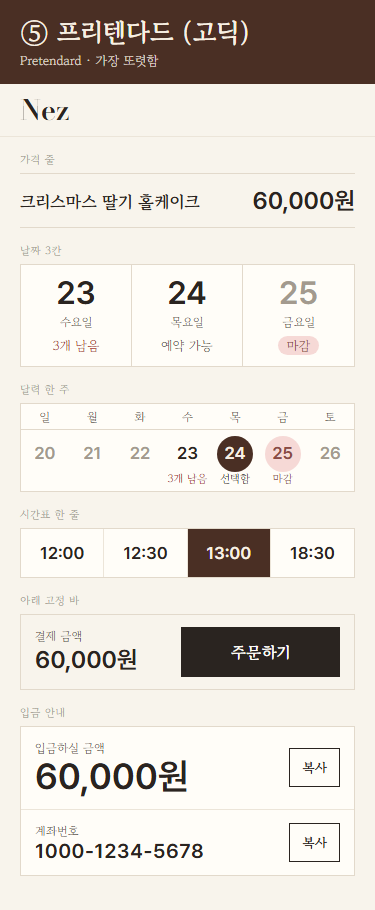 ⑤ 프리텐다드 (고딕)
Pretendard · 가장 또렷함
Nez
가격 줄
크리스마스 딸기 홀케이크 60,000원
날짜 3칸
23 24 25
수요일 목요일 금요일
3개 남음 예약 가능 마감
달력 한 주
일 월 화 수 목 금 토
20 21 22 23 24 25 26
3개 남음 선택함 마감
시간표 한 줄
12:00 12:30 13:00 18:30
아래 고정 바
결제 금액
60,000원 주문하기
입금 안내
입금하실 금액
60,000원 복사
계좌번호
1000-1234-5678 복사